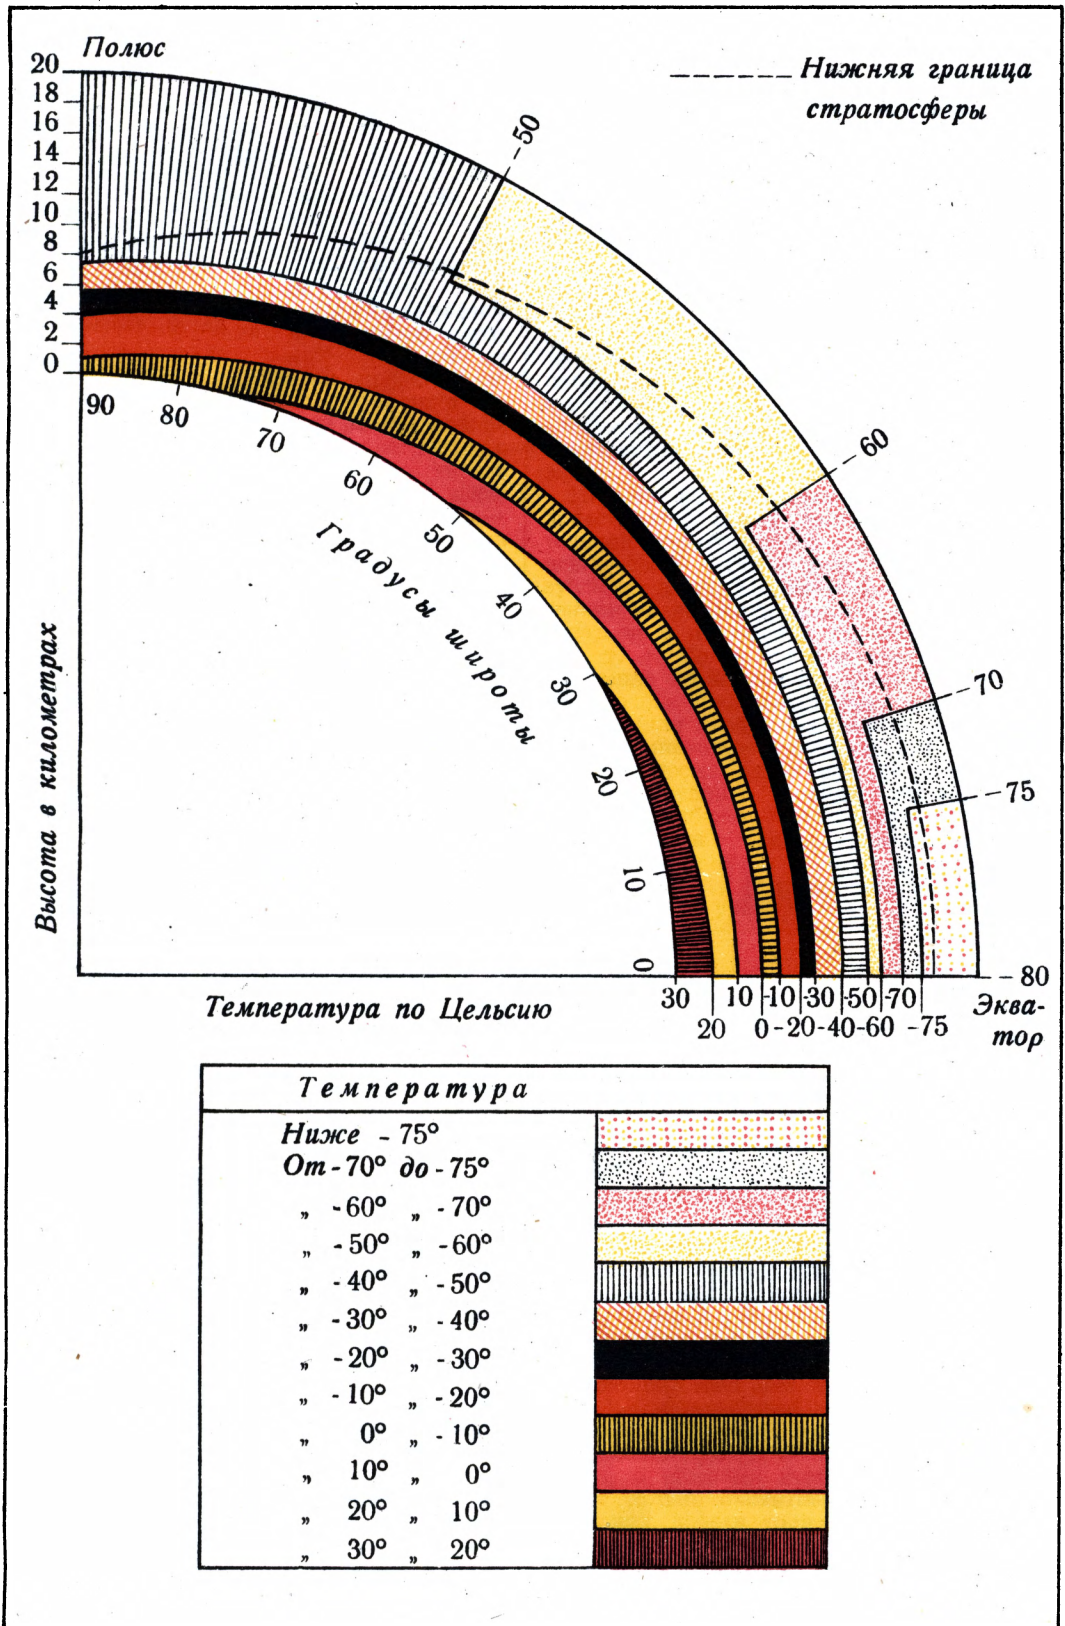 Полюс
20
18
16
14
12
10
8
6
4
2
0
Нижняя граница
стратосферы
-50
-60
-70
-75
-80
90
80
70
60
50
40
30
20
10
0
Градусы широты
Высота в километрах
Температура по Цельсию
30 10 -10 -30 -50 -70
20 0 -20 -40 -60 -75
Эква-
тор
Температура
Ниже -75°
От -70° до -75°
„ -60° „ -70°
„ -50° „ -60°
„ -40° „ -50°
„ -30° „ -40°
„ -20° „ -30°
„ -10° „ -20°
„ 0° „ -10°
„ 10° „ 0°
„ 20° „ 10°
„ 30° „ 20°